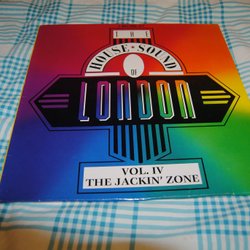 THE
HOUSE • SOUND
OF
LONDON
VOL. IV
THE JACKIN' ZONE